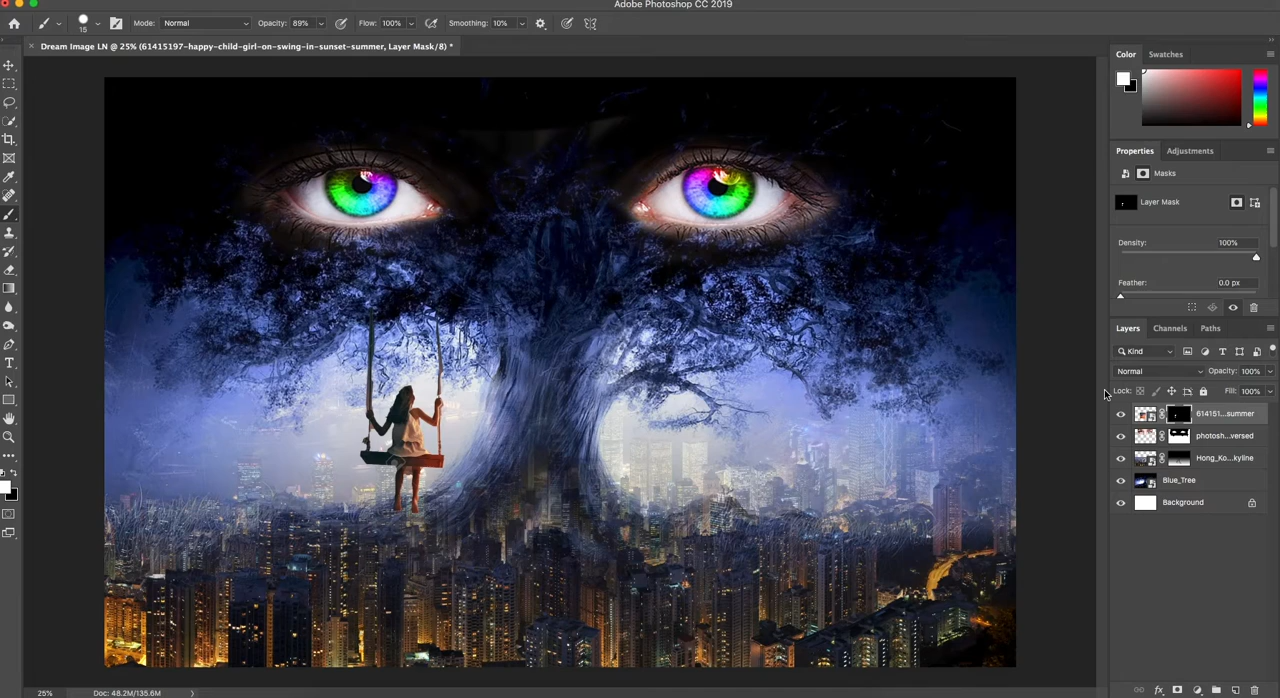 Adobe Photoshop CC 2019
15
Mode: Normal Opacity: 89% Flow: 100% Smoothing: 10%
Dream Image LN @ 25% (61415197-happy-child-girl-on-swing-in-sunset-summer, Layer Mask/8) *
Color Swatches
Properties Adjustments
Masks
Layer Mask
Density: 100%
Feather: 0.0 px
Layers Channels Paths
Kind
Normal Opacity: 100%
Lock: Fill: 100%
614151...summer
photosh...versed
Hong_Ko...kyline
Blue_Tree
Background
fx
25% Doc: 48.2M/135.6M